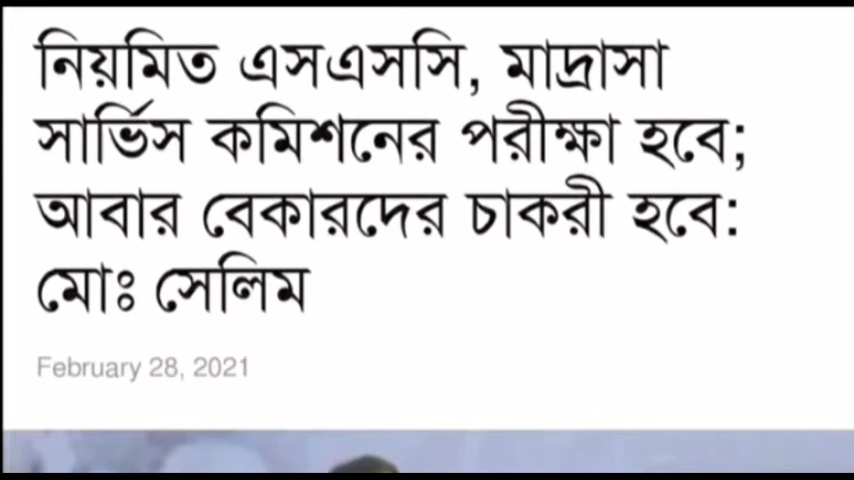 নিয়মিত এসএসসি, মাদ্রাসা
সার্ভিস কমিশনের পরীক্ষা হবে;
আবার বেকারদের চাকরী হবে:
মোঃ সেলিম
February 28, 2021